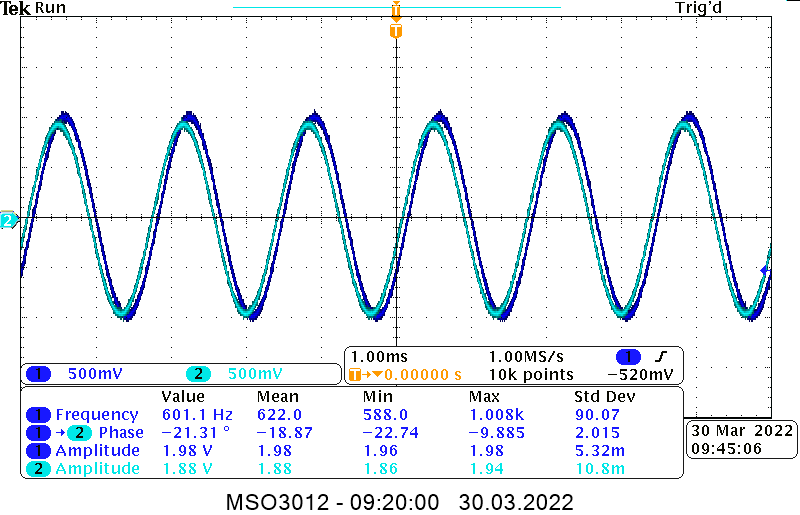 Tek Run Trig'd
T
T
2
1 500mV 2 500mV
1.00ms 1.00MS/s 1 -520mV
T→▼0.00000 s 10k points
Value Mean Min Max Std Dev
1 Frequency 601.1 Hz 622.0 588.0 1.008k 90.07
1→2 Phase −21.31 ° −18.87 −22.74 −9.885 2.015
1 Amplitude 1.98 V 1.98 1.96 1.98 5.32m
2 Amplitude 1.88 V 1.88 1.86 1.94 10.8m
30 Mar 2022
09:45:06
MSO3012 - 09:20:00 30.03.2022